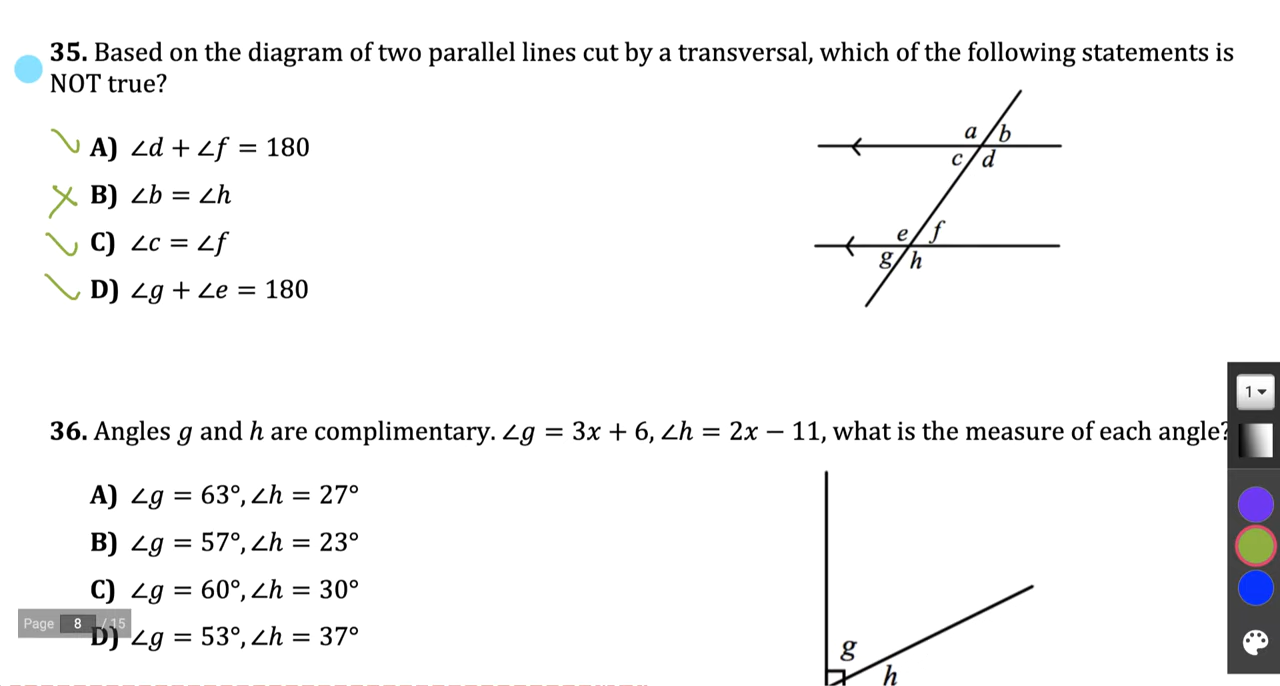 35. Based on the diagram of two parallel lines cut by a transversal, which of the following statements is
NOT true?
A) ∠d + ∠f = 180
B) ∠b = ∠h
C) ∠c = ∠f
D) ∠g + ∠e = 180
a b
c d
e f
g h
36. Angles g and h are complimentary. ∠g = 3x + 6, ∠h = 2x − 11, what is the measure of each angle?
A) ∠g = 63°, ∠h = 27°
B) ∠g = 57°, ∠h = 23°
C) ∠g = 60°, ∠h = 30°
D) ∠g = 53°, ∠h = 37°
g
h
Page 8 / 15
1